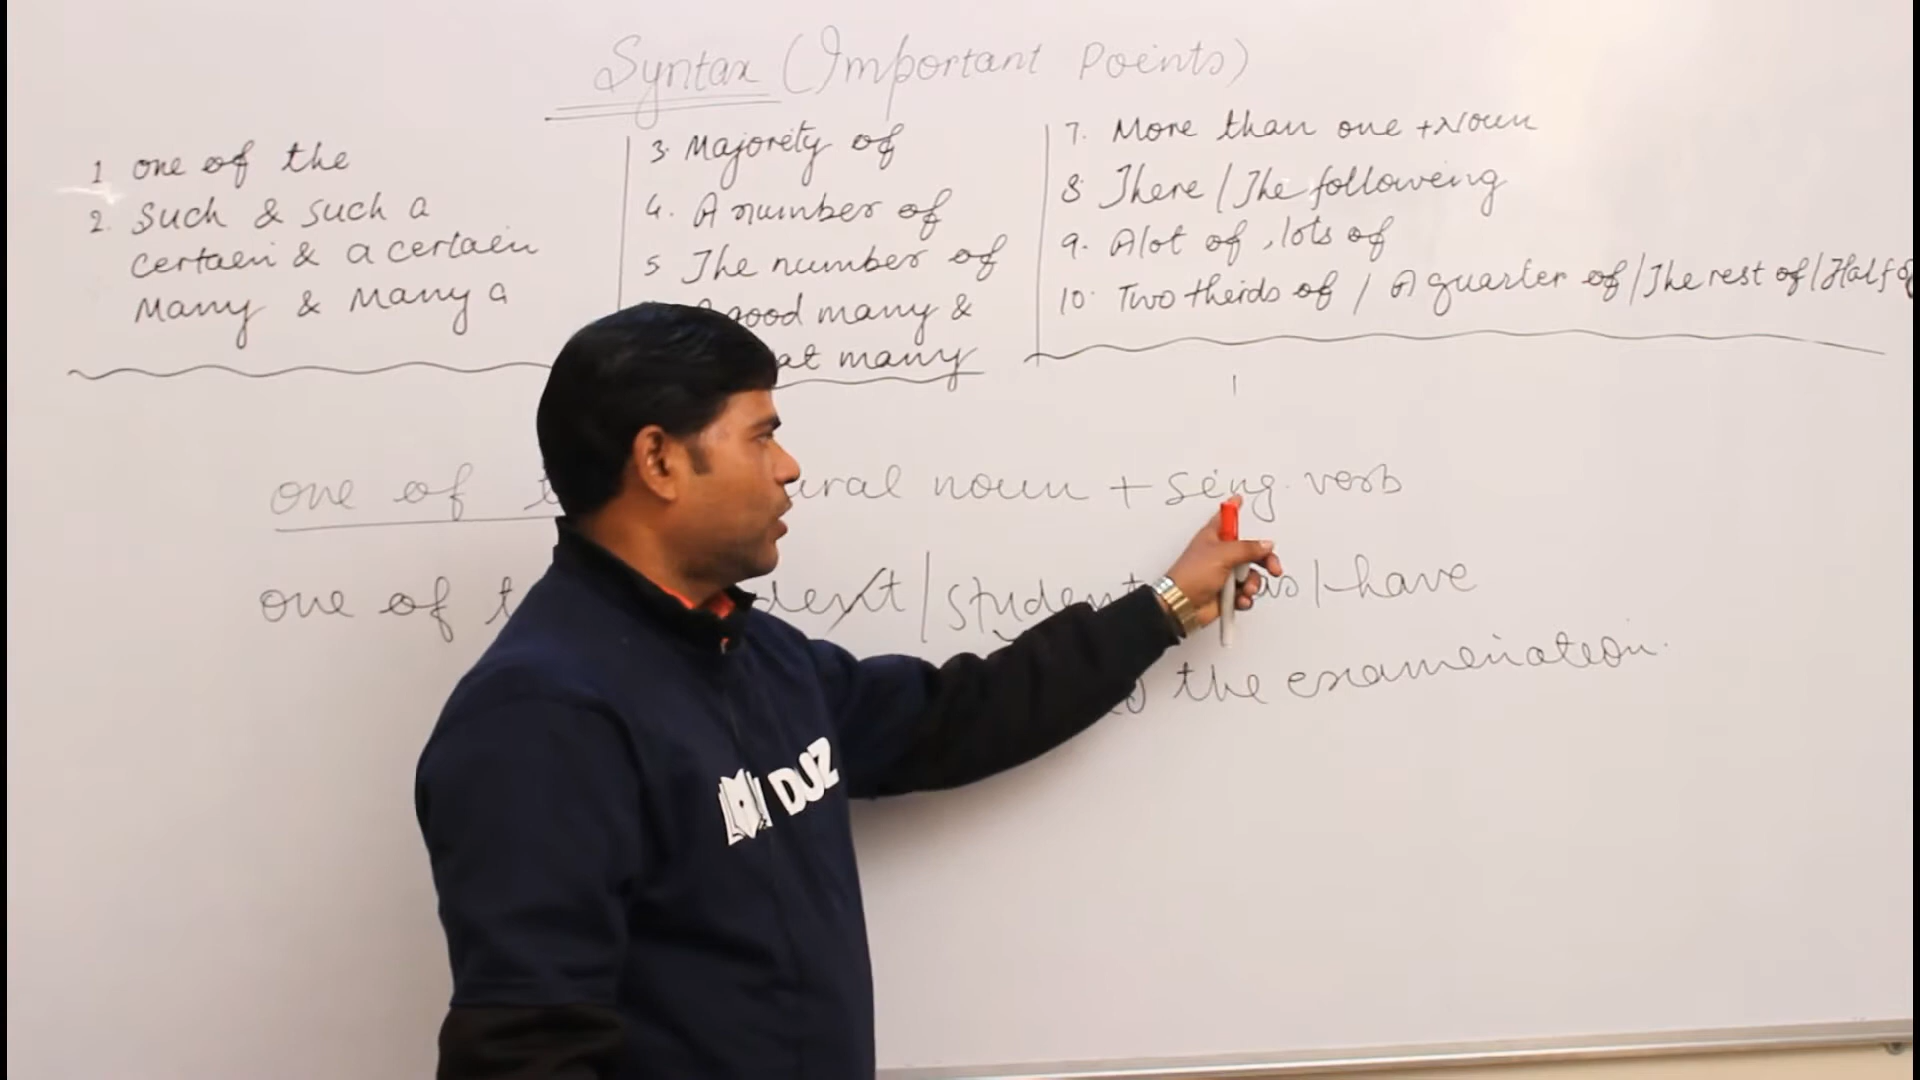 Syntax (Important Points)
1 one of the
2. Such & such a
certain & a certain
Many & Many a
3. Majority of
4. A number of
5 The number of
good many &
many
7. More than one + Noun
8 There / The following
9. A lot of , lots of
10. Two thirds of / A quarter of / The rest of / Half of
one of noun + sing. verb
one of / student have
the examination.
DUZ